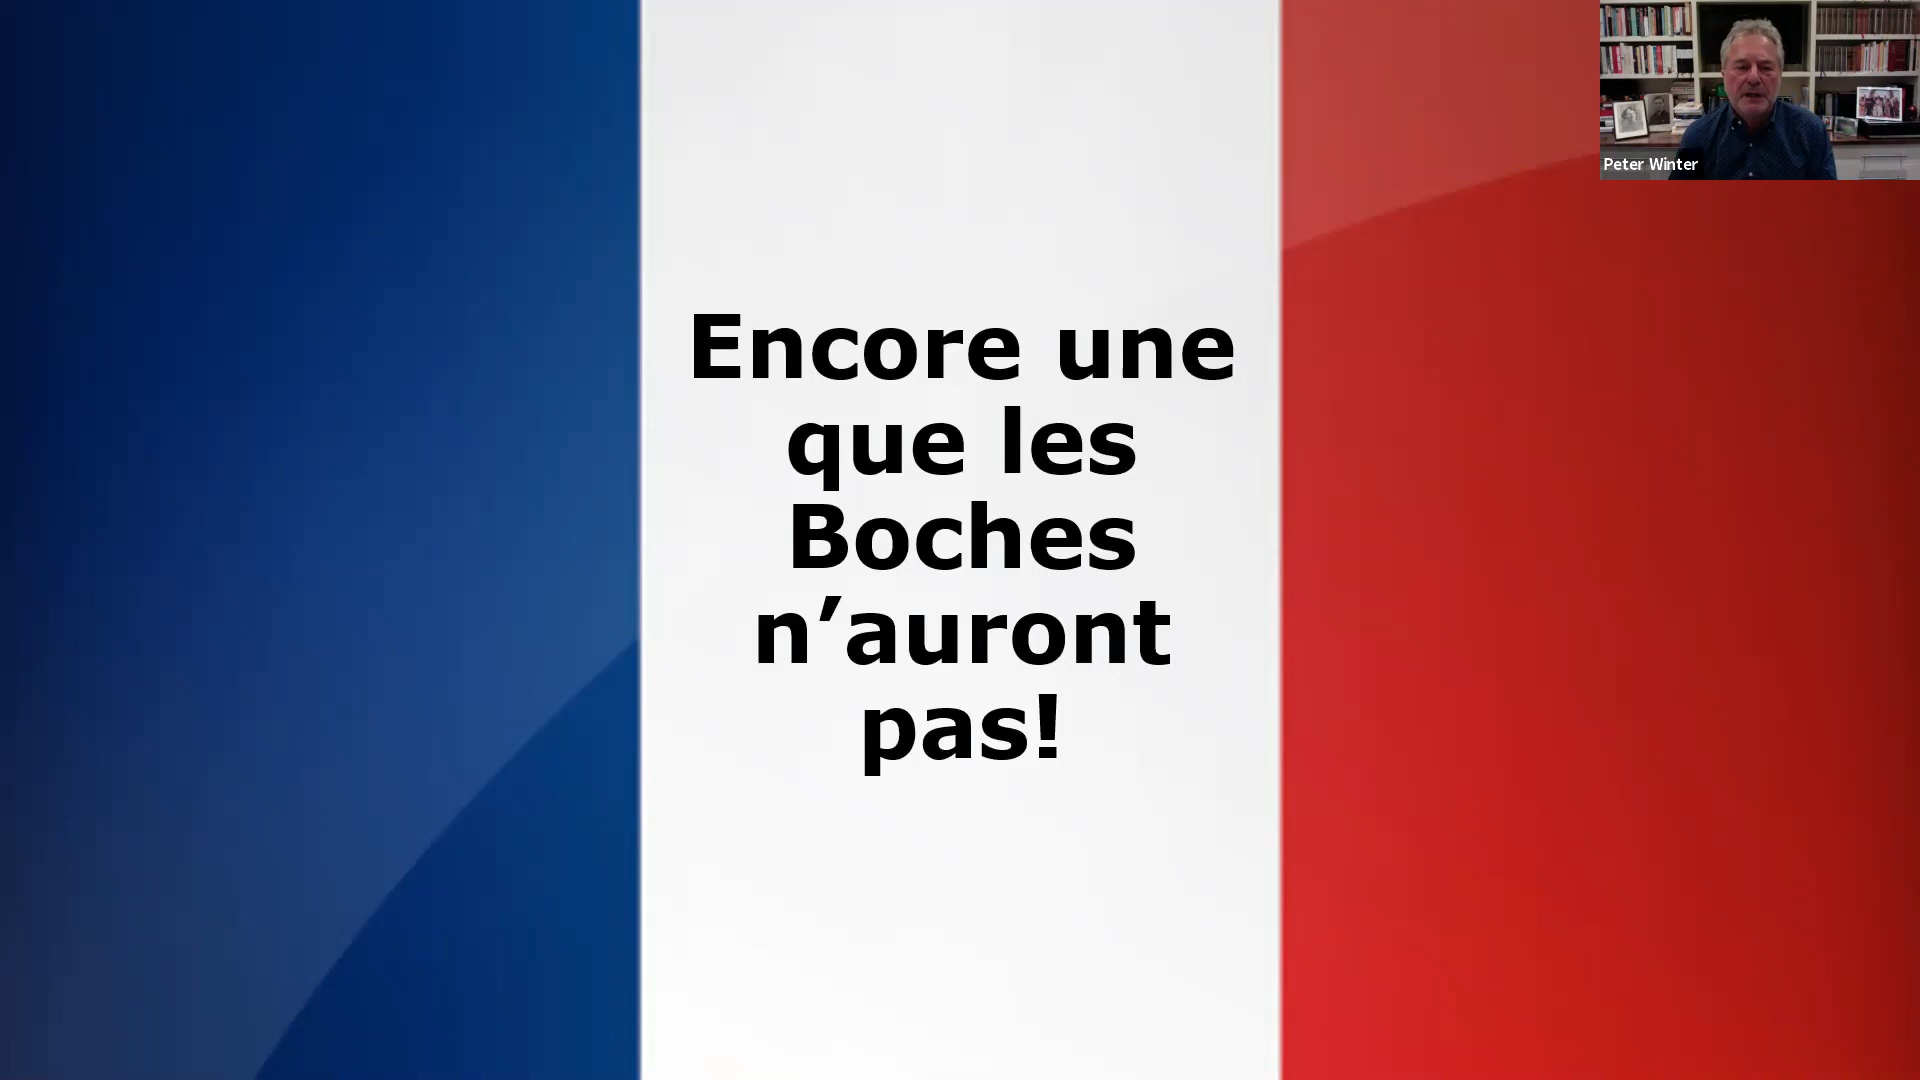 Encore une
que les
Boches
n’auront
pas!
Peter Winter